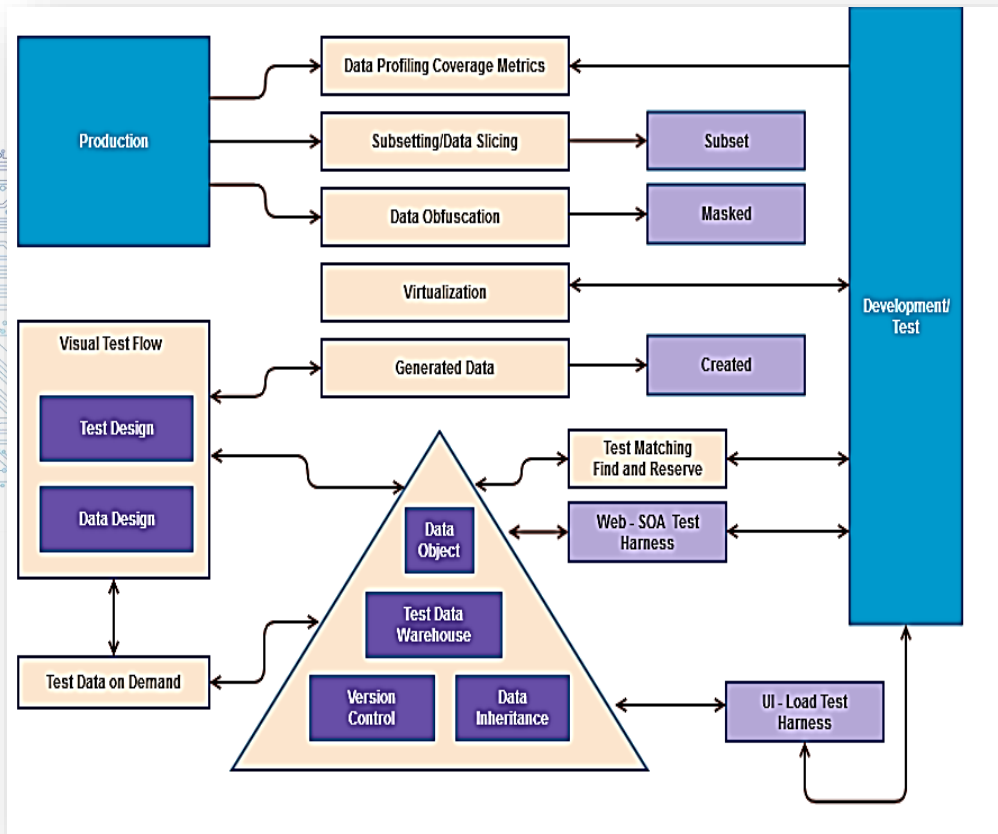 Data Profiling Coverage Metrics
Production
Subsetting/Data Slicing
Subset
Data Obfuscation
Masked
Virtualization
Development/
Test
Visual Test Flow
Generated Data
Created
Test Design
Data Design
Test Matching
Find and Reserve
Web - SOA Test
Harness
Data
Object
Test Data
Warehouse
Test Data on Demand
Version
Control
Data
Inheritance
UI - Load Test
Harness